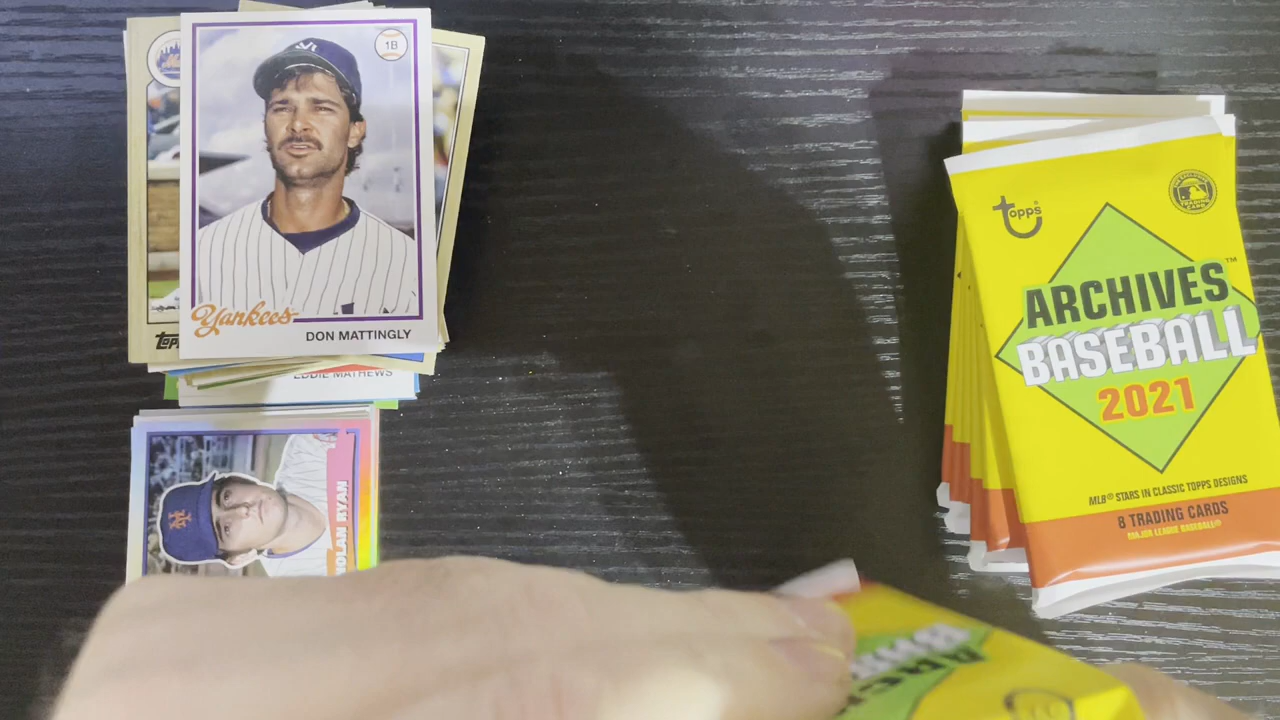 1B
Yankees
DON MATTINGLY
EDDIE MATHEWS
NOLAN RYAN
Topps
ARCHIVES™
BASEBALL
2021
MLB® STARS IN CLASSIC TOPPS DESIGNS
8 TRADING CARDS
MAJOR LEAGUE BASEBALL®